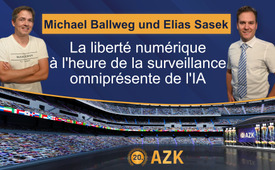 Michael Ballweg und Elias Sasek
La liberté numérique
à l'heure de la surveillance
omniprésente de l'IA
20.
AZK